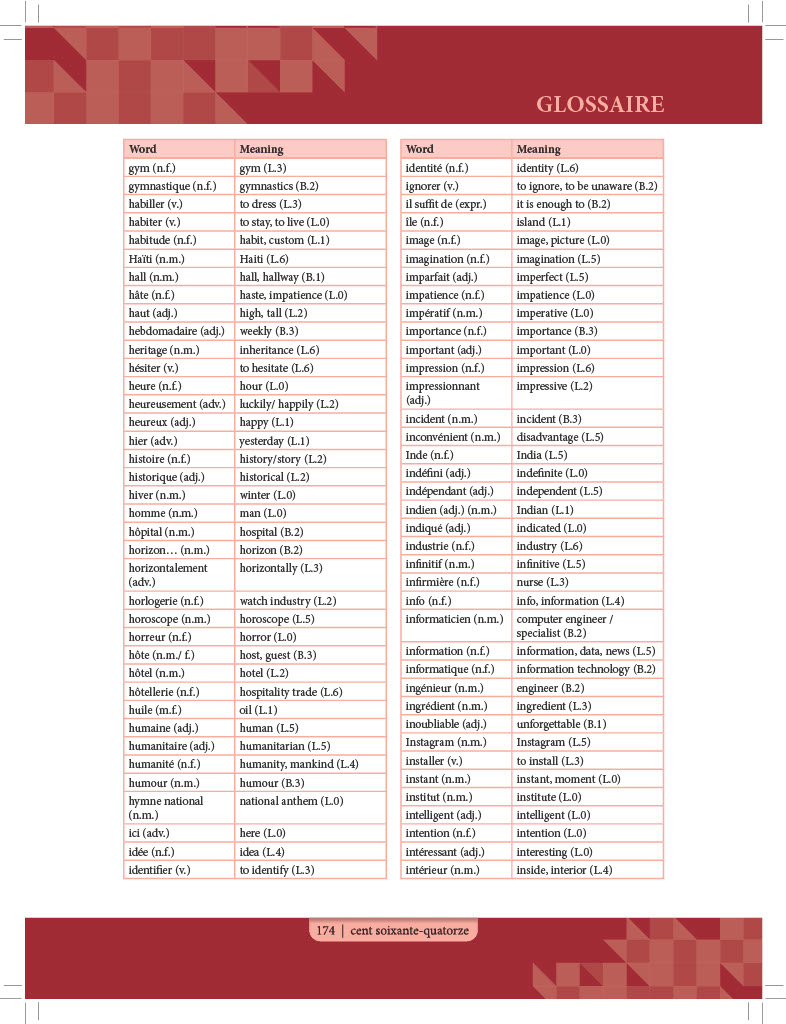 GLOSSAIRE
Word Meaning
gym (n.f.) gym (L.3)
gymnastique (n.f.) gymnastics (B.2)
habiller (v.) to dress (L.3)
habiter (v.) to stay, to live (L.0)
habitude (n.f.) habit, custom (L.1)
Haïti (n.m.) Haiti (L.6)
hall (n.m.) hall, hallway (B.1)
hâte (n.f.) haste, impatience (L.0)
haut (adj.) high, tall (L.2)
hebdomadaire (adj.) weekly (B.3)
heritage (n.m.) inheritance (L.6)
hésiter (v.) to hesitate (L.6)
heure (n.f.) hour (L.0)
heureusement (adv.) luckily/ happily (L.2)
heureux (adj.) happy (L.1)
hier (adv.) yesterday (L.1)
histoire (n.f.) history/story (L.2)
historique (adj.) historical (L.2)
hiver (n.m.) winter (L.0)
homme (n.m.) man (L.0)
hôpital (n.m.) hospital (B.2)
horizon… (n.m.) horizon (B.2)
horizontalement horizontally (L.3)
(adv.)
horlogerie (n.f.) watch industry (L.2)
horoscope (n.m.) horoscope (L.5)
horreur (n.f.) horror (L.0)
hôte (n.m./ f.) host, guest (B.3)
hôtel (n.m.) hotel (L.2)
hôtellerie (n.f.) hospitality trade (L.6)
huile (m.f.) oil (L.1)
humaine (adj.) human (L.5)
humanitaire (adj.) humanitarian (L.5)
humanité (n.f.) humanity, mankind (L.4)
humour (n.m.) humour (B.3)
hymne national national anthem (L.0)
(n.m.)
ici (adv.) here (L.0)
idée (n.f.) idea (L.4)
identifier (v.) to identify (L.3)
Word Meaning
identité (n.f.) identity (L.6)
ignorer (v.) to ignore, to be unaware (B.2)
il suffit de (expr.) it is enough to (B.2)
île (n.f.) island (L.1)
image (n.f.) image, picture (L.0)
imagination (n.f.) imagination (L.5)
imparfait (adj.) imperfect (L.5)
impatience (n.f.) impatience (L.0)
impératif (n.m.) imperative (L.0)
importance (n.f.) importance (B.3)
important (adj.) important (L.0)
impression (n.f.) impression (L.6)
impressionnant impressive (L.2)
(adj.)
incident (n.m.) incident (B.3)
inconvénient (n.m.) disadvantage (L.5)
Inde (n.f.) India (L.5)
indéfini (adj.) indefinite (L.0)
indépendant (adj.) independent (L.5)
indien (adj.) (n.m.) Indian (L.1)
indiqué (adj.) indicated (L.0)
industrie (n.f.) industry (L.6)
infinitif (n.m.) infinitive (L.5)
infirmière (n.f.) nurse (L.3)
info (n.f.) info, information (L.4)
informaticien (n.m.) computer engineer /
specialist (B.2)
information (n.f.) information, data, news (L.5)
informatique (n.f.) information technology (B.2)
ingénieur (n.m.) engineer (B.2)
ingrédient (n.m.) ingredient (L.3)
inoubliable (adj.) unforgettable (B.1)
Instagram (n.m.) Instagram (L.5)
installer (v.) to install (L.3)
instant (n.m.) instant, moment (L.0)
institut (n.m.) institute (L.0)
intelligent (adj.) intelligent (L.0)
intention (n.f.) intention (L.0)
intéressant (adj.) interesting (L.0)
intérieur (n.m.) inside, interior (L.4)
174 | cent soixante-quatorze